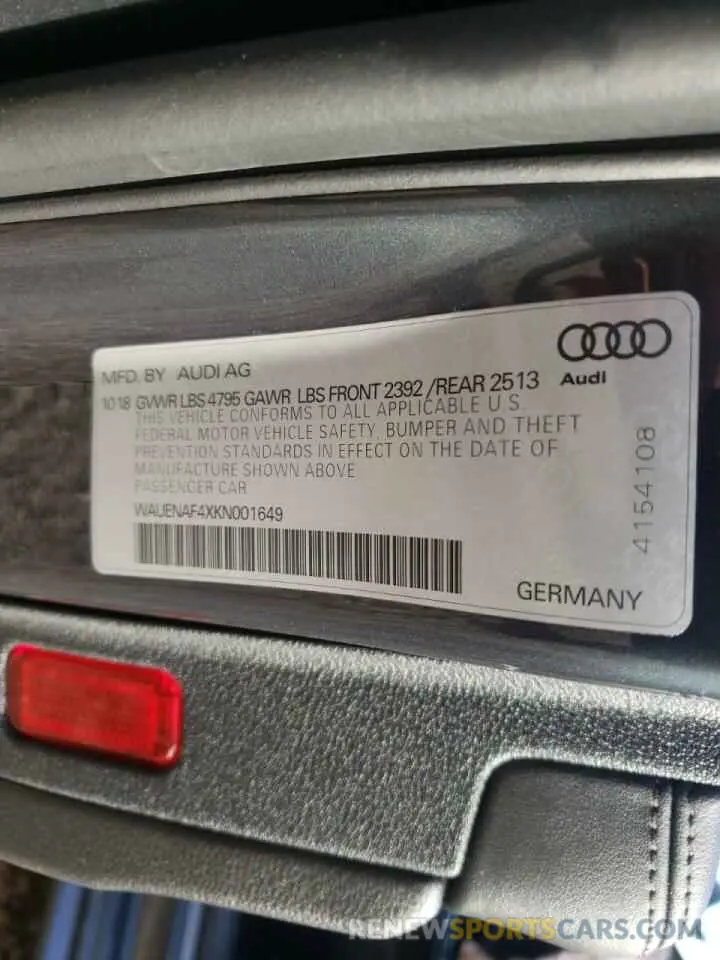 MFD. BY AUDI AG
10 18 GVWR LBS 4795 GAWR LBS FRONT 2392 /REAR 2513
THIS VEHICLE CONFORMS TO ALL APPLICABLE U S
FEDERAL MOTOR VEHICLE SAFETY, BUMPER AND THEFT
PREVENTION STANDARDS IN EFFECT ON THE DATE OF
MANUFACTURE SHOWN ABOVE
PASSENGER CAR
WAUENAF4XKN001649
Audi
4154108
GERMANY
RENEWSPORTSCARS.COM